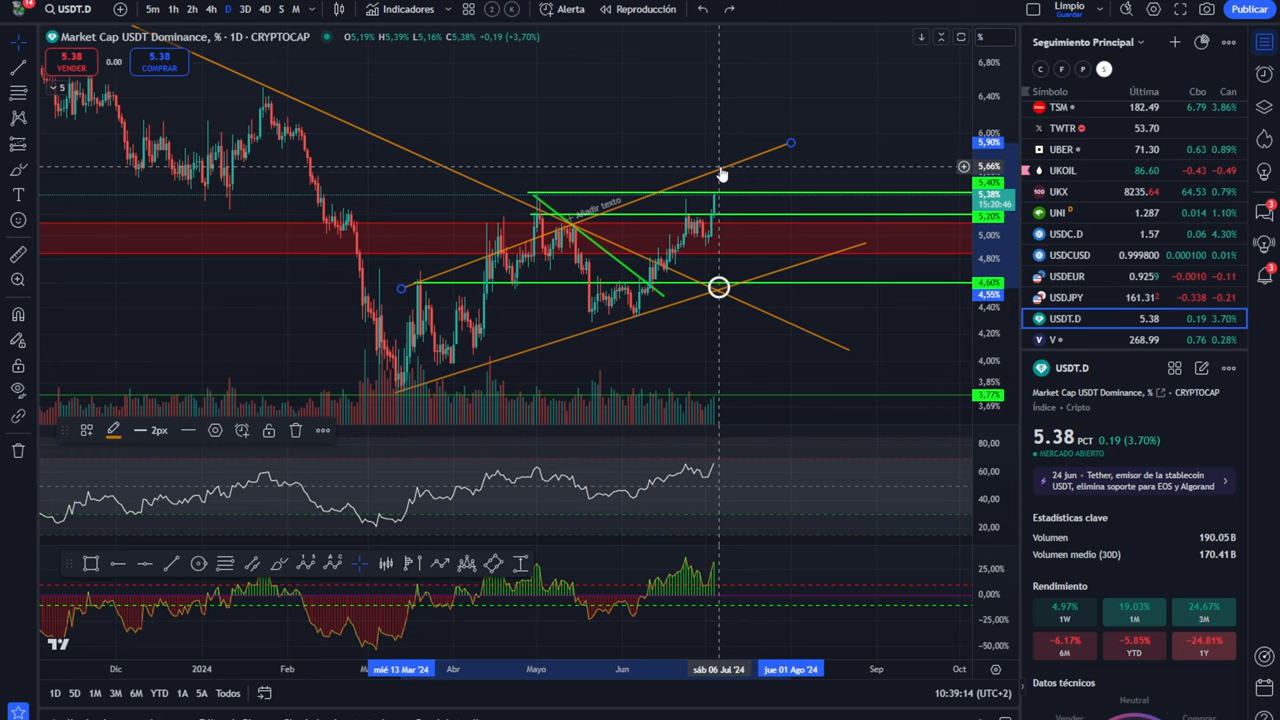 14
USDT.D
5m 1h 2h 4h D 3D 4D S M
Indicadores
Alerta
Reproducción
Limpio
Guardar
Publicar
Market Cap USDT Dominance, % · 1D · CRYPTOCAP
O5,19% H5,39% L5,16% C5,38% +0,19 (+3,70%)
5.38
VENDER
0.00
5.38
COMPRAR
5
%
6,80%
6,40%
6,00%
5,90%
5,66%
5,40%
5,38%
15:20:46
5,20%
5,00%
4,80%
4,60%
4,55%
4,40%
4,20%
4,00%
3,85%
3,77%
3,69%
+ Añadir texto
2px
80,00
60,00
40,00
20,00
25,00%
0,00%
−25,00%
−50,00%
Dic 2024 Feb M mié 13 Mar '24 Abr Mayo Jun sáb 06 Jul '24 jue 01 Ago '24 Sep Oct
1D 5D 1M 3M 6M YTD 1A 5A Todos
10:39:14 (UTC+2)
Seguimiento Principal
C F P S
Símbolo Última Cbo Can
TSM 182.49 6.79 3.86%
TWTR 53.70
UBER 71.30 0.63 0.89%
UKOIL 86.60 −0.43 −0.49
UKX 8235.64 64.53 0.79%
UNI D 1.287 0.014 1.10%
USDC.D 1.57 0.06 4.30%
USDCUSD 0.999800 0.000100 0.01%
USDEUR 0.9259 −0.0010 −0.11
USDJPY 161.312 −0.338 −0.21
USDT.D 5.38 0.19 3.70%
V 268.99 0.76 0.28%
USDT.D
Market Cap USDT Dominance, % · CRYPTOCAP
Índice • Cripto
5.38 PCT 0.19 (3.70%)
MERCADO ABIERTO
24 jun • Tether, emisor de la stablecoin
USDT, elimina soporte para EOS y Algorand
Estadísticas clave
Volumen 190.05B
Volumen medio (30D) 170.41B
Rendimiento
4.97% 19.03% 24.67%
1W 1M 3M
−6.17% −5.85% −24.81%
6M YTD 1Y
Datos técnicos
Neutral
Vender Comprar
3
3